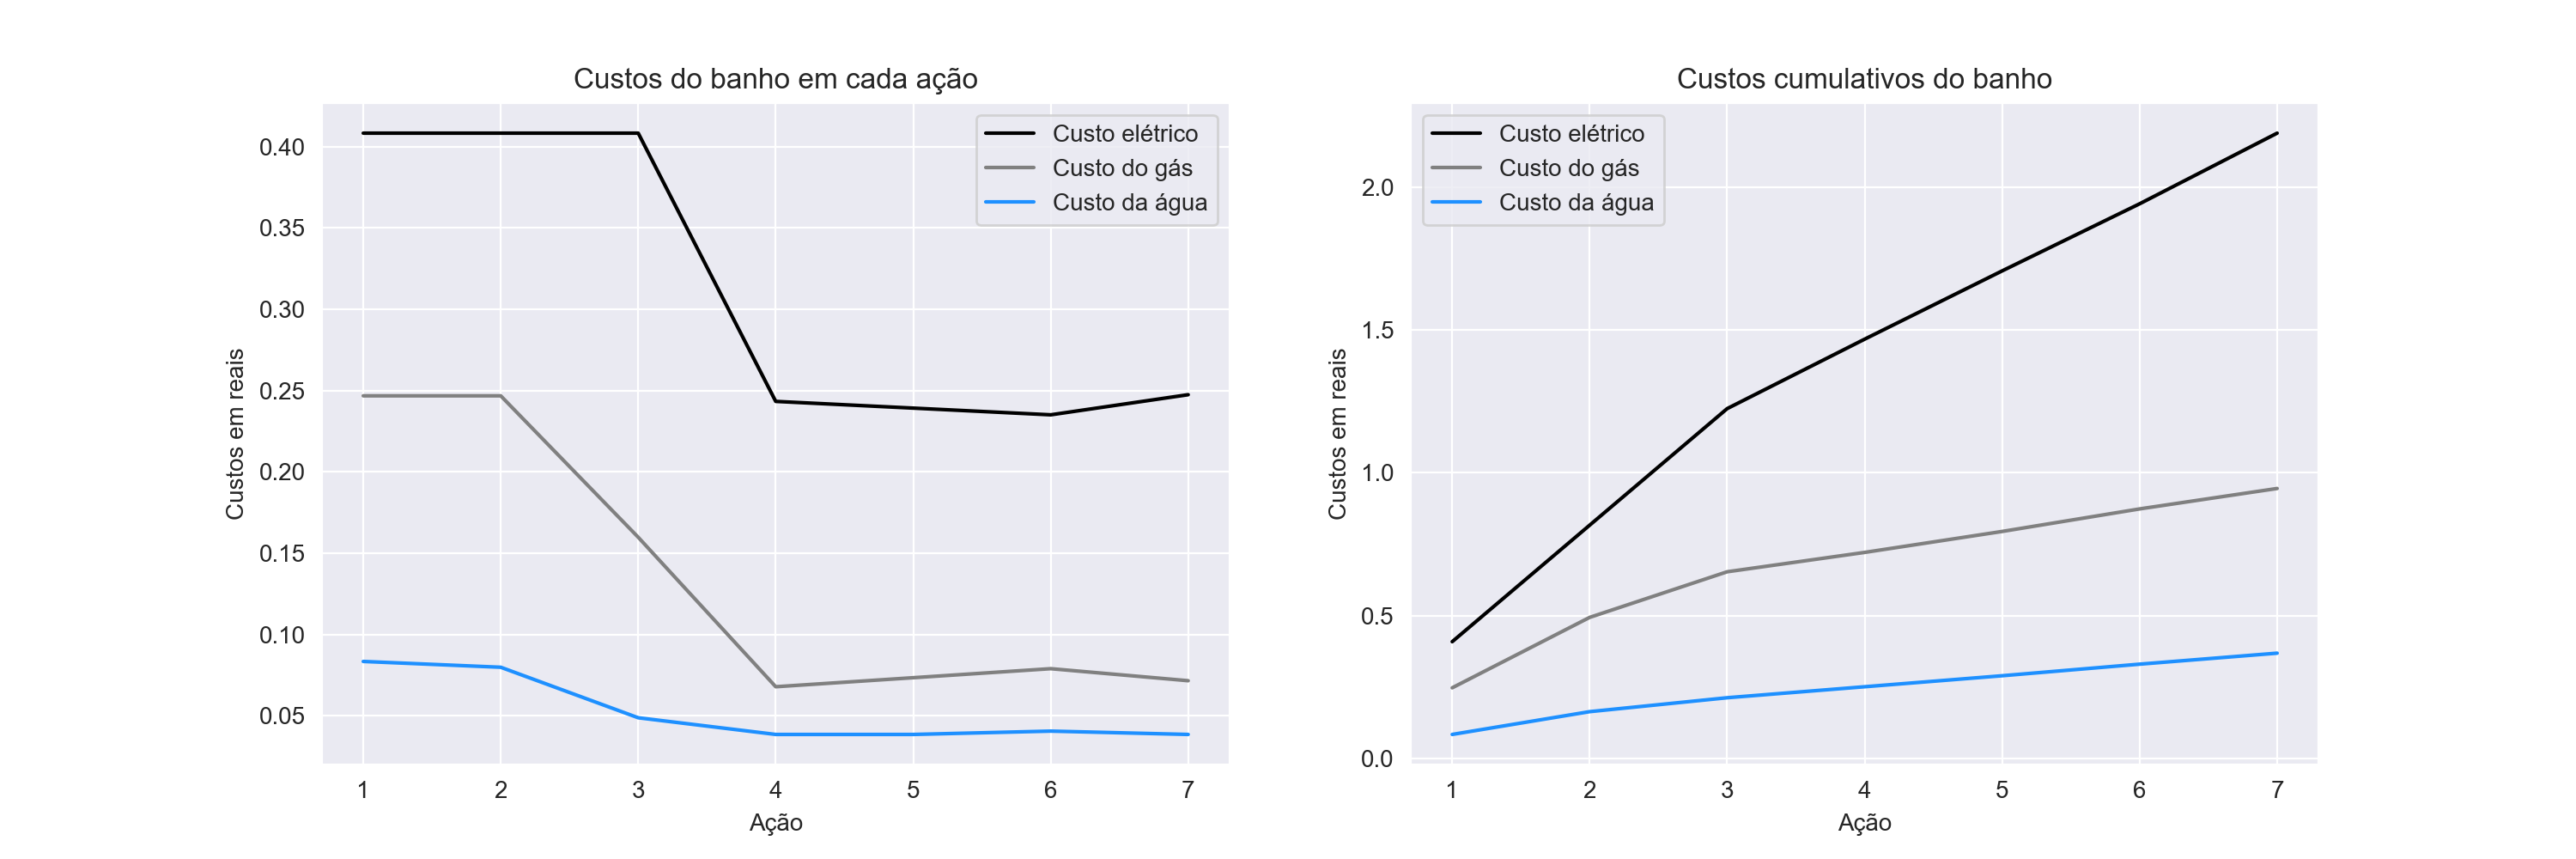 Custos do banho em cada ação
Custo elétrico
Custo do gás
Custo da água
0.40
0.35
0.30
0.25
0.20
0.15
0.10
0.05
Custos em reais
1 2 3 4 5 6 7
Ação
Custos cumulativos do banho
Custo elétrico
Custo do gás
Custo da água
2.0
1.5
1.0
0.5
0.0
Custos em reais
1 2 3 4 5 6 7
Ação